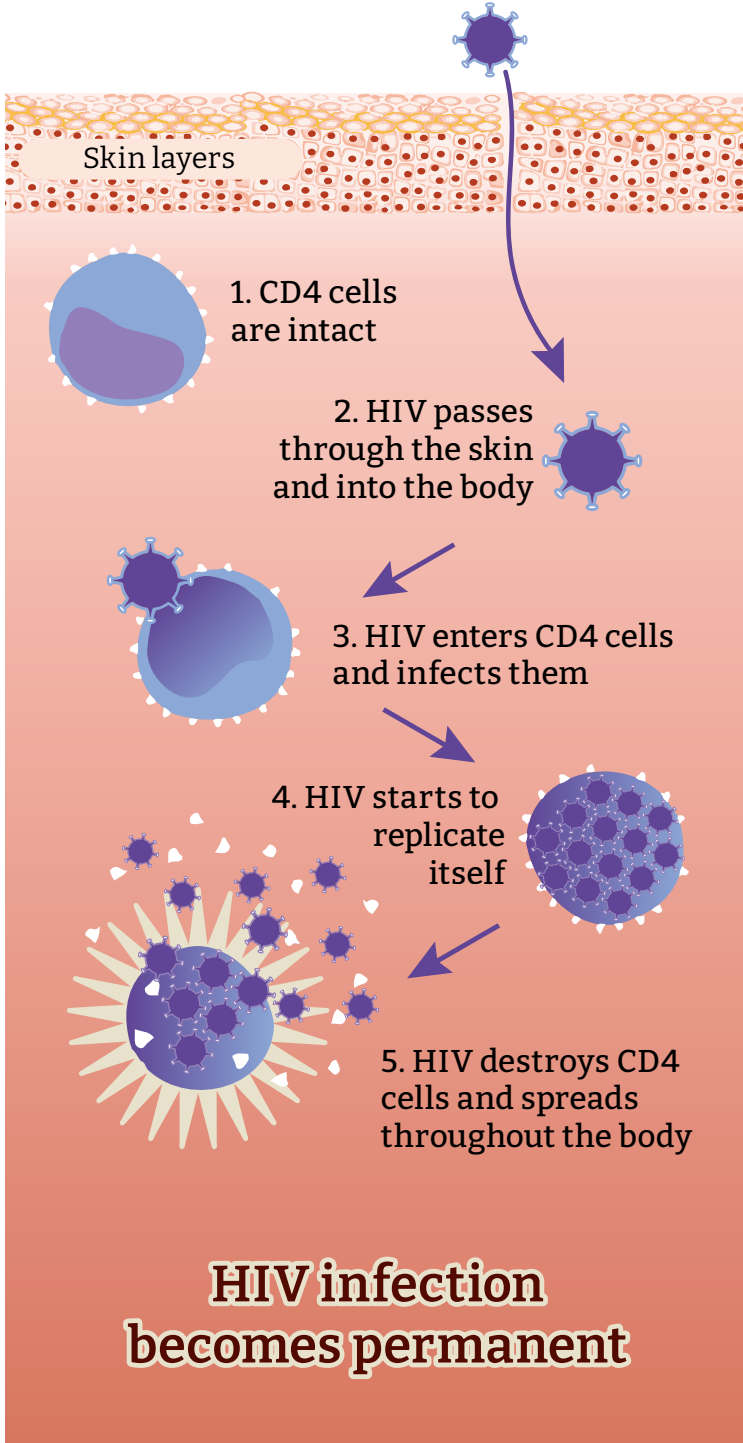 Skin layers
1. CD4 cells
are intact
2. HIV passes
through the skin
and into the body
3. HIV enters CD4 cells
and infects them
4. HIV starts to
replicate
itself
5. HIV destroys CD4
cells and spreads
throughout the body
HIV infection
becomes permanent